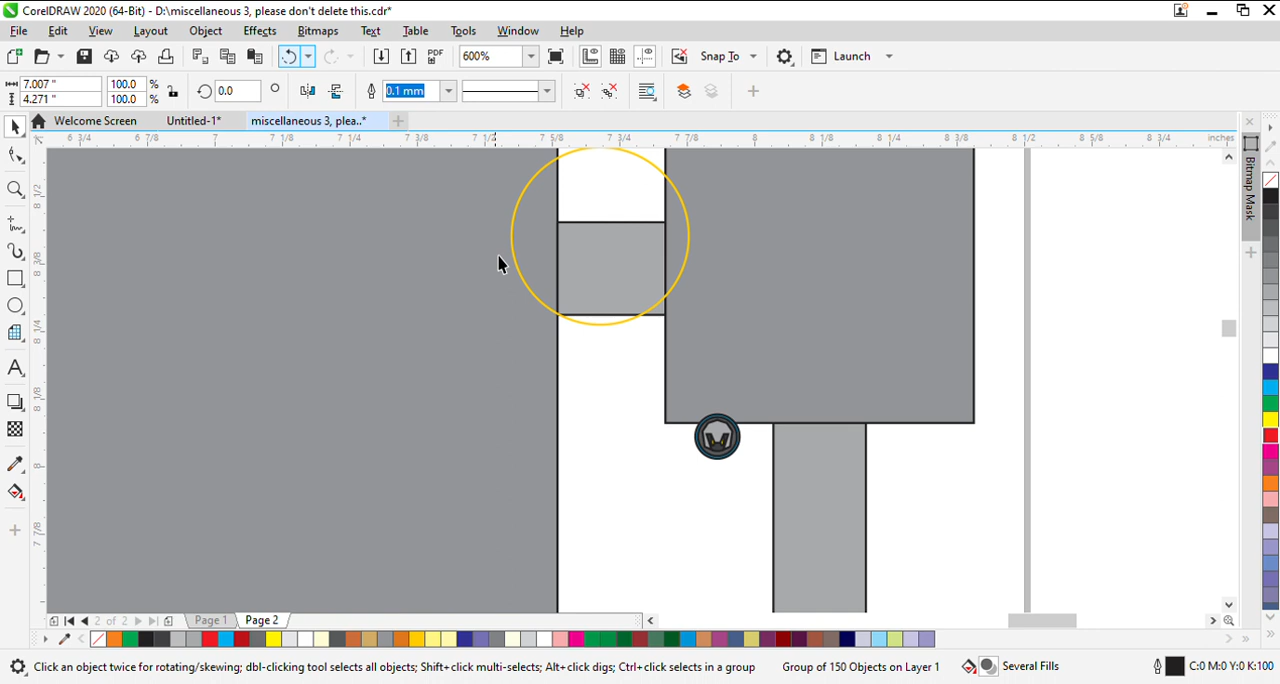 CorelDRAW 2020 (64-Bit) - D:\miscellaneous 3, please don't delete this.cdr*
File Edit View Layout Object Effects Bitmaps Text Table Tools Window Help
PDF 600% Snap To Launch
7.007 " 100.0 % 0.0 0.1 mm
4.271 " 100.0 %
Welcome Screen Untitled-1* miscellaneous 3, plea..*
6 3/4 6 7/8 7 7 1/8 7 1/4 7 3/8 7 1/2 7 5/8 7 3/4 7 7/8 8 8 1/8 8 1/4 8 3/8 8 1/2 8 5/8 8 3/4 inches
8 1/2
8 3/8
8 1/4
8 1/8
8
7 7/8
Bitmap Mask
2 of 2 Page 1 Page 2
Click an object twice for rotating/skewing; dbl-clicking tool selects all objects; Shift+click multi-selects; Alt+click digs; Ctrl+click selects in a group Group of 150 Objects on Layer 1 Several Fills C:0 M:0 Y:0 K:100